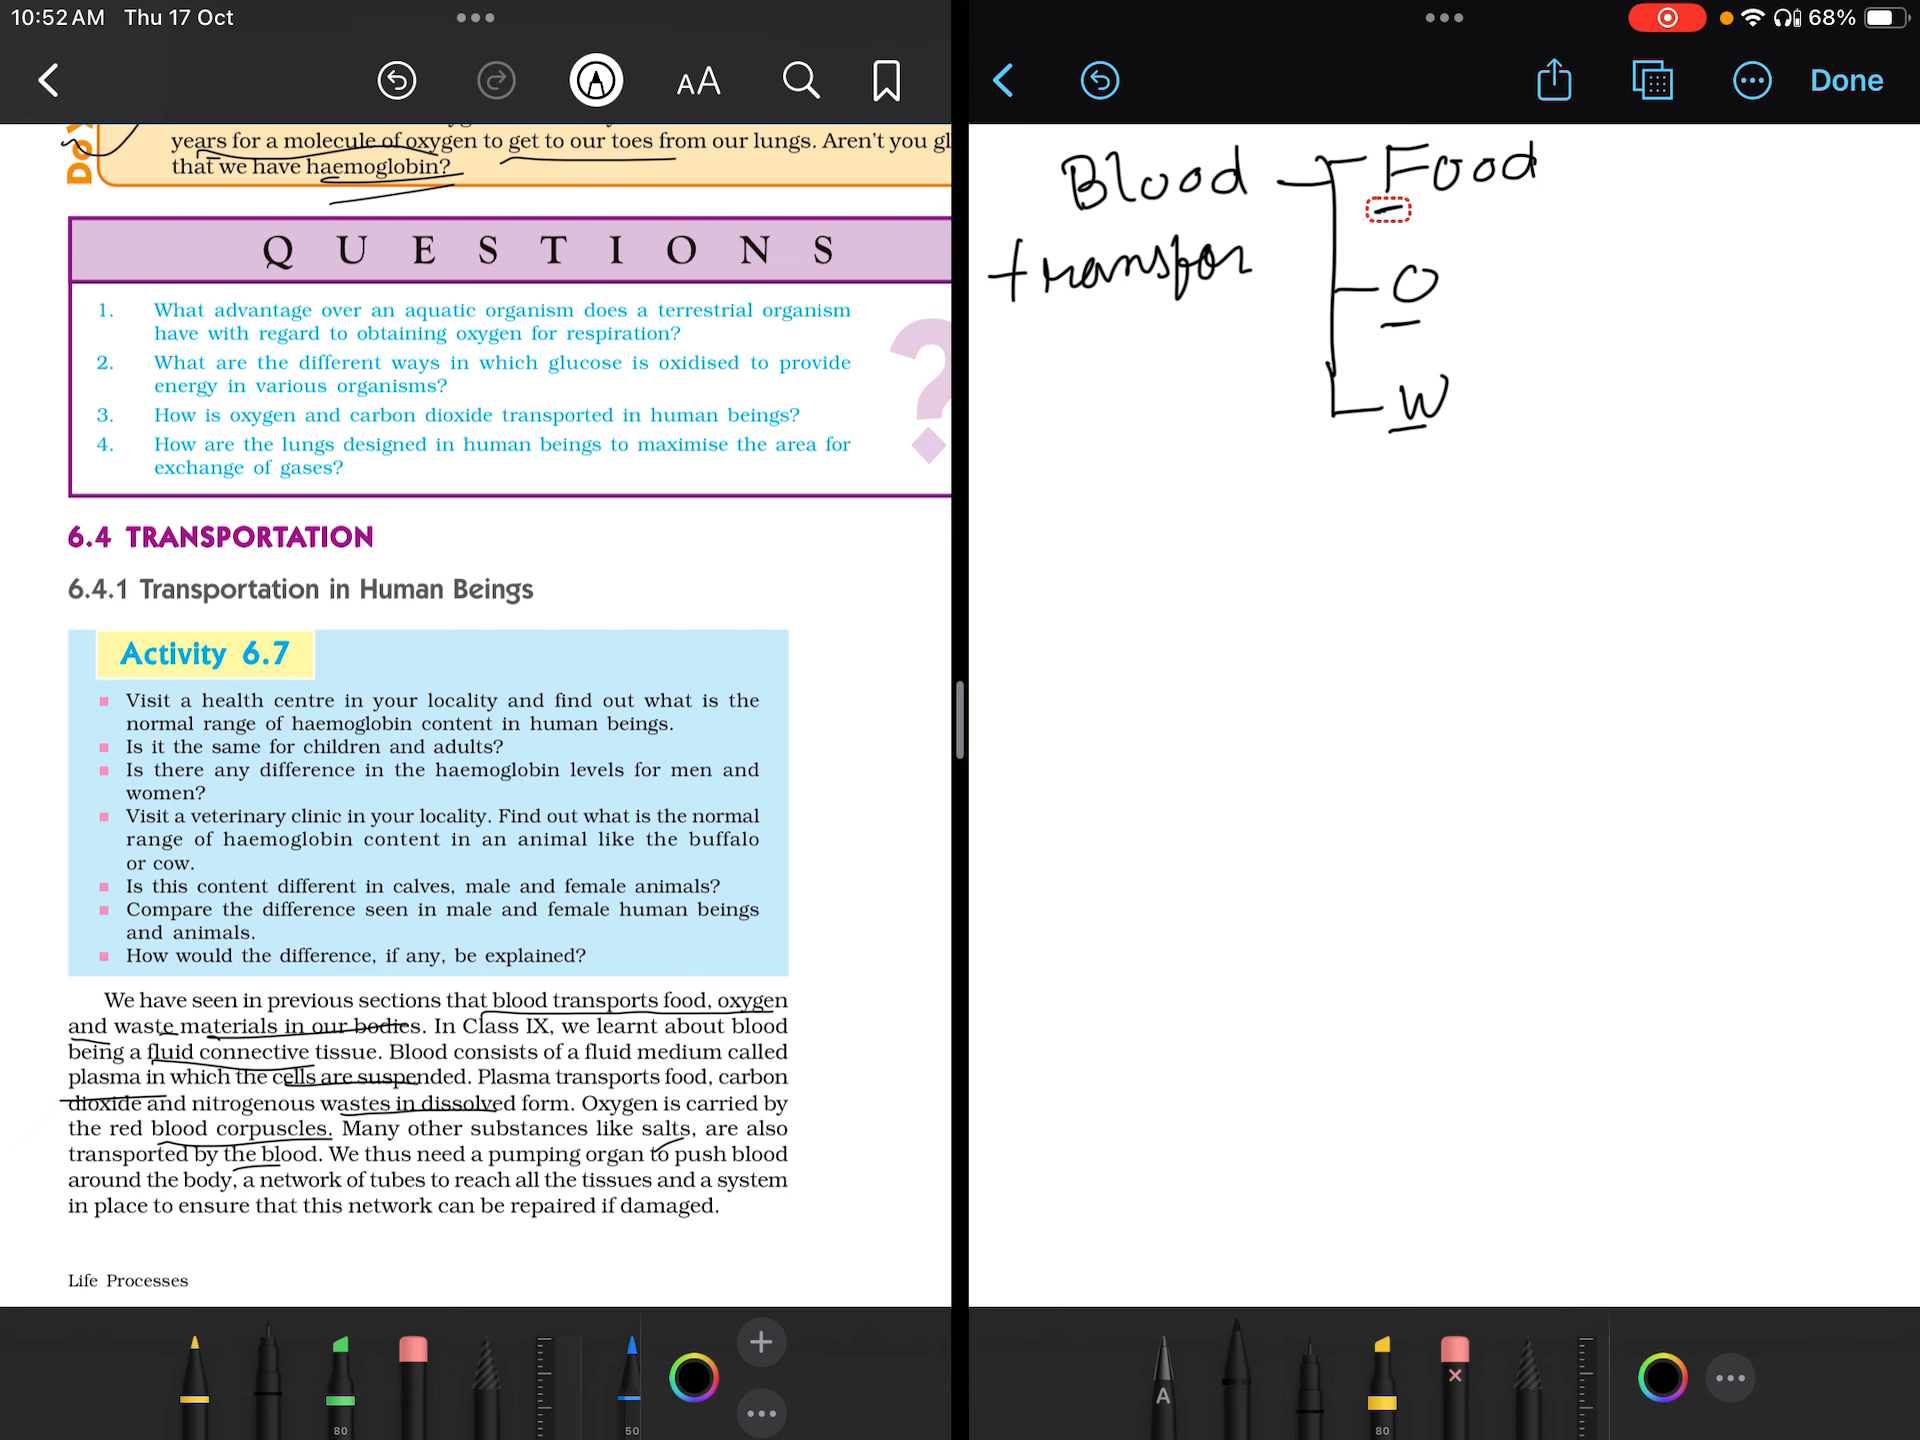 10:52 AM Thu 17 Oct
68%
AA
Done
years for a molecule of oxygen to get to our toes from our lungs. Aren't you gl
that we have haemoglobin?
QUESTIONS
1. What advantage over an aquatic organism does a terrestrial organism
have with regard to obtaining oxygen for respiration?
2. What are the different ways in which glucose is oxidised to provide
energy in various organisms?
3. How is oxygen and carbon dioxide transported in human beings?
4. How are the lungs designed in human beings to maximise the area for
exchange of gases?
?
6.4 TRANSPORTATION
6.4.1 Transportation in Human Beings
Activity 6.7
Visit a health centre in your locality and find out what is the
normal range of haemoglobin content in human beings.
Is it the same for children and adults?
Is there any difference in the haemoglobin levels for men and
women?
Visit a veterinary clinic in your locality. Find out what is the normal
range of haemoglobin content in an animal like the buffalo
or cow.
Is this content different in calves, male and female animals?
Compare the difference seen in male and female human beings
and animals.
How would the difference, if any, be explained?
We have seen in previous sections that blood transports food, oxygen
and waste materials in our bodies. In Class IX, we learnt about blood
being a fluid connective tissue. Blood consists of a fluid medium called
plasma in which the cells are suspended. Plasma transports food, carbon
dioxide and nitrogenous wastes in dissolved form. Oxygen is carried by
the red blood corpuscles. Many other substances like salts, are also
transported by the blood. We thus need a pumping organ to push blood
around the body, a network of tubes to reach all the tissues and a system
in place to ensure that this network can be repaired if damaged.
Life Processes
80
50
Blood Food
transfor
O
W
A
80